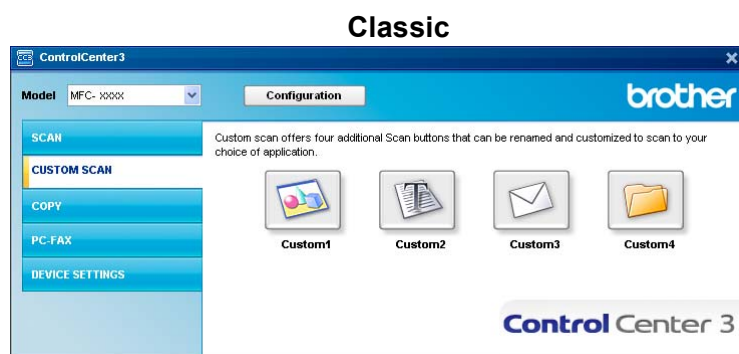 Classic
CC3 ControlCenter3
Model MFC- XXXX Configuration brother
SCAN
CUSTOM SCAN
COPY
PC-FAX
DEVICE SETTINGS
Custom scan offers four additional Scan buttons that can be renamed and customized to scan to your
choice of application.
T
Custom1 Custom2 Custom3 Custom4
Control Center 3